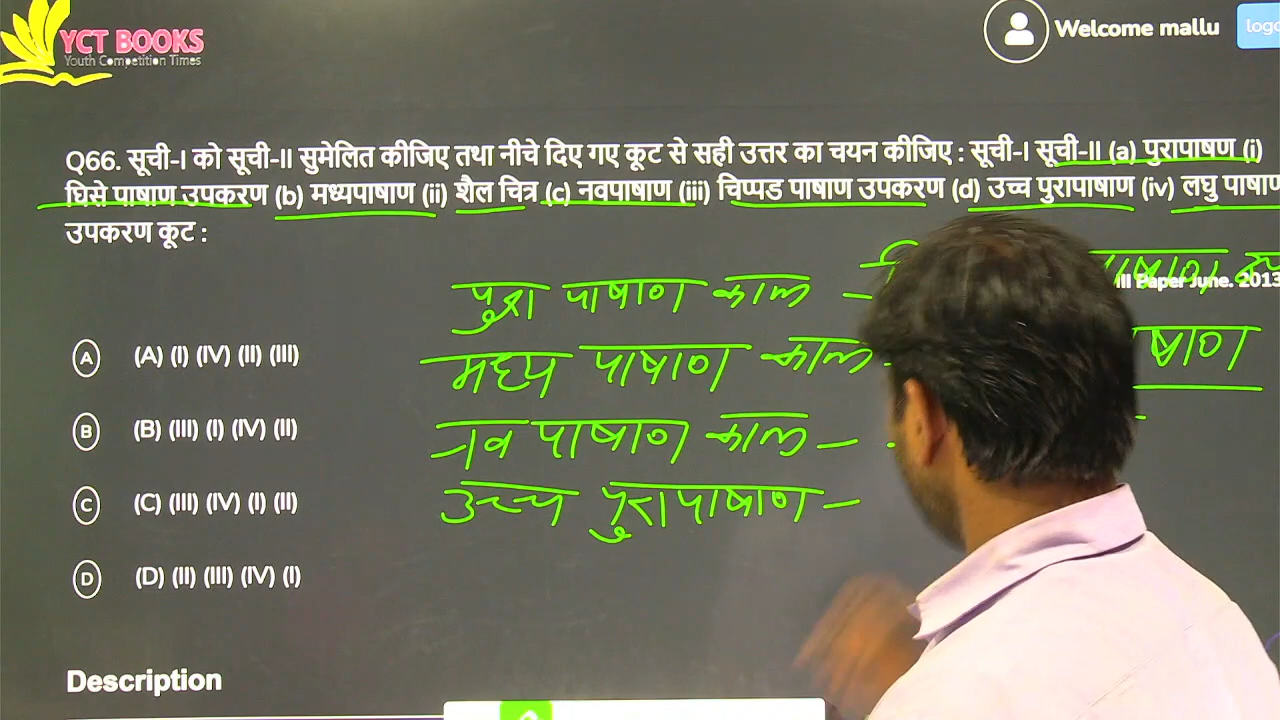 YCT BOOKS
Youth Competition Times
Welcome mallu
Q66. सूची-I को सूची-II सुमेलित कीजिए तथा नीचे दिए गए कूट से सही उत्तर का चयन कीजिए : सूची-I सूची-II (a) पुरापाषाण (i)
घिसे पाषाण उपकरण (b) मध्यपाषाण (ii) शैल चित्र (c) नवपाषाण (iii) चिप्पड पाषाण उपकरण (d) उच्च पुरापाषाण (iv) लघु पाषाण
उपकरण कूट :
III Paper June. 2013
पुरा पाषाण काल –
मध्य पाषाण काल – षाण
नव पाषाण काल –
उच्च पुरापाषाण –
A (A) (I) (IV) (II) (III)
B (B) (III) (I) (IV) (II)
C (C) (III) (IV) (I) (II)
D (D) (II) (III) (IV) (I)
Description